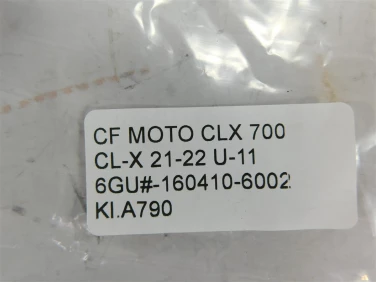 CF MOTO CLX 700
CL-X 21-22 U-11
6GU#-160410-6002
KI.A790